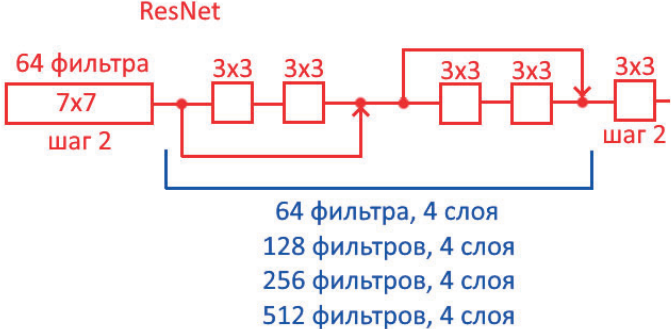 ResNet
64 фильтра
3x3 3x3
3x3 3x3
3x3
7x7
шаг 2
шаг 2
64 фильтра, 4 слоя
128 фильтров, 4 слоя
256 фильтров, 4 слоя
512 фильтров, 4 слоя